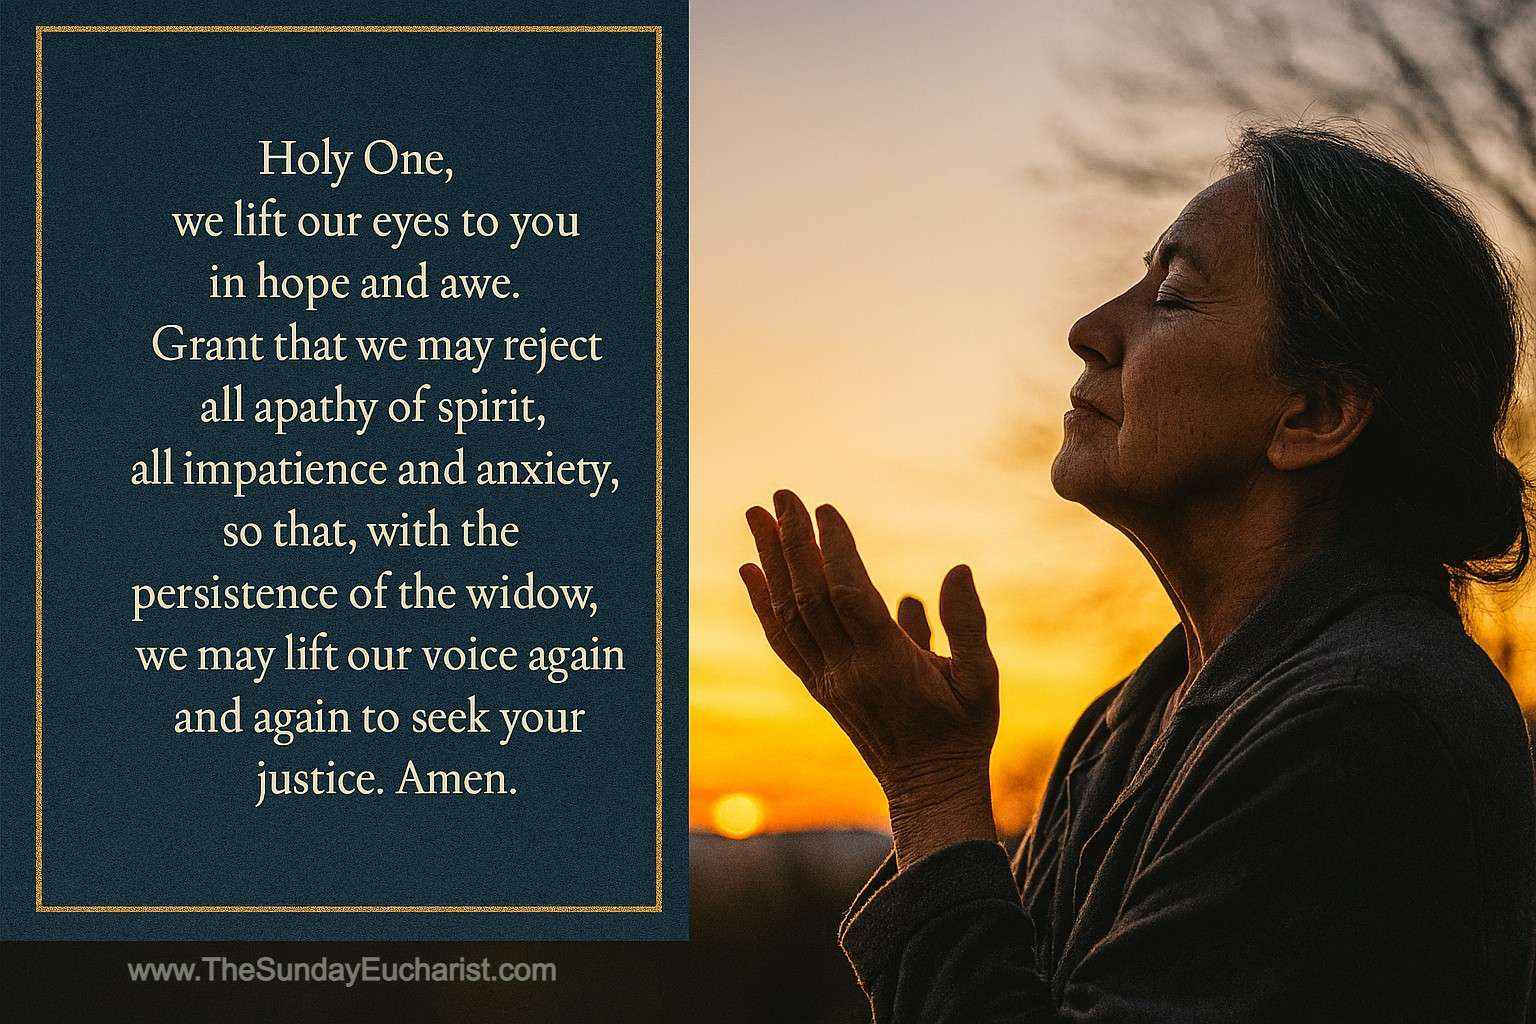 Holy One,
we lift our eyes to you
in hope and awe.
Grant that we may reject
all apathy of spirit,
all impatience and anxiety,
so that, with the
persistence of the widow,
we may lift our voice again
and again to seek your
justice. Amen.
www.TheSundayEucharist.com